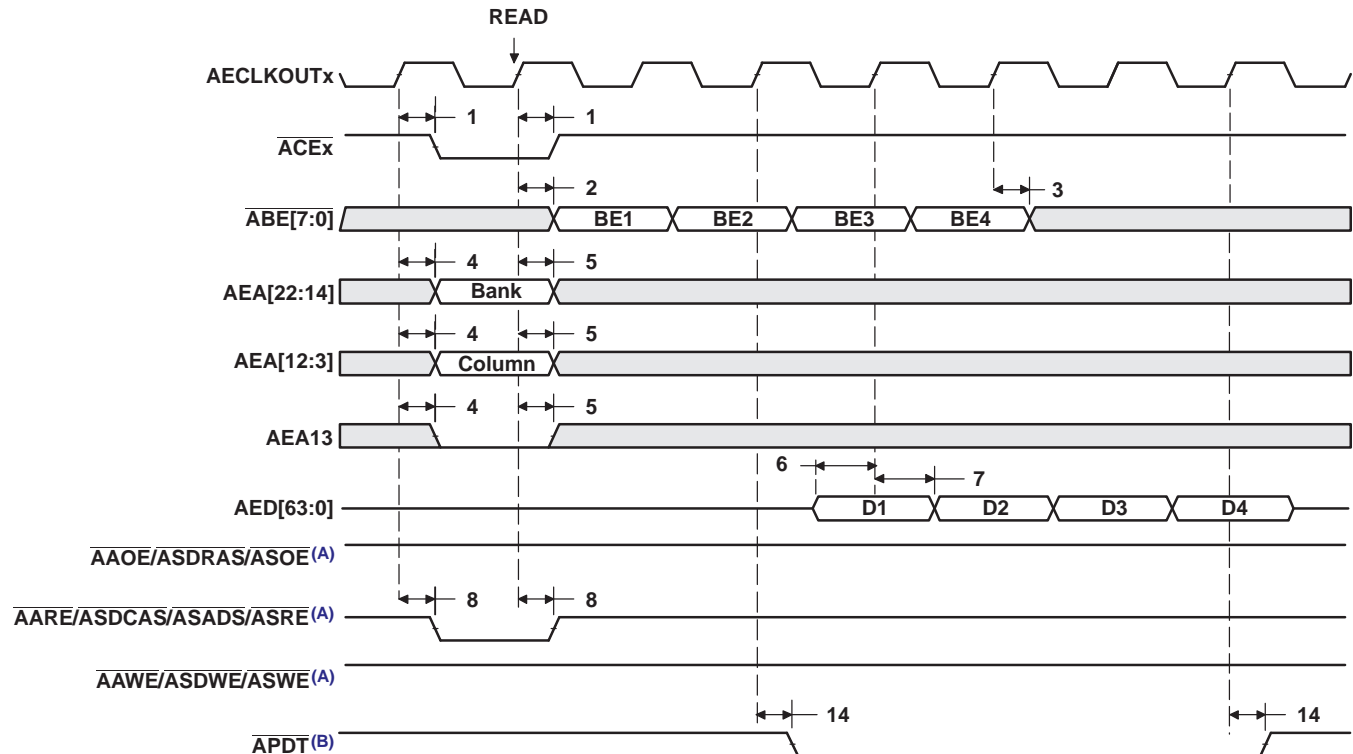 READ
AECLKOUTx
1 1
ACEx
2 3
ABE[7:0] BE1 BE2 BE3 BE4
4 5
AEA[22:14] Bank
4 5
AEA[12:3] Column
4 5
AEA13
6 7
AED[63:0] D1 D2 D3 D4
AAOE/ASDRAS/ASOE(A)
8 8
AARE/ASDCAS/ASADS/ASRE(A)
AAWE/ASDWE/ASWE(A)
14 14
APDT(B)